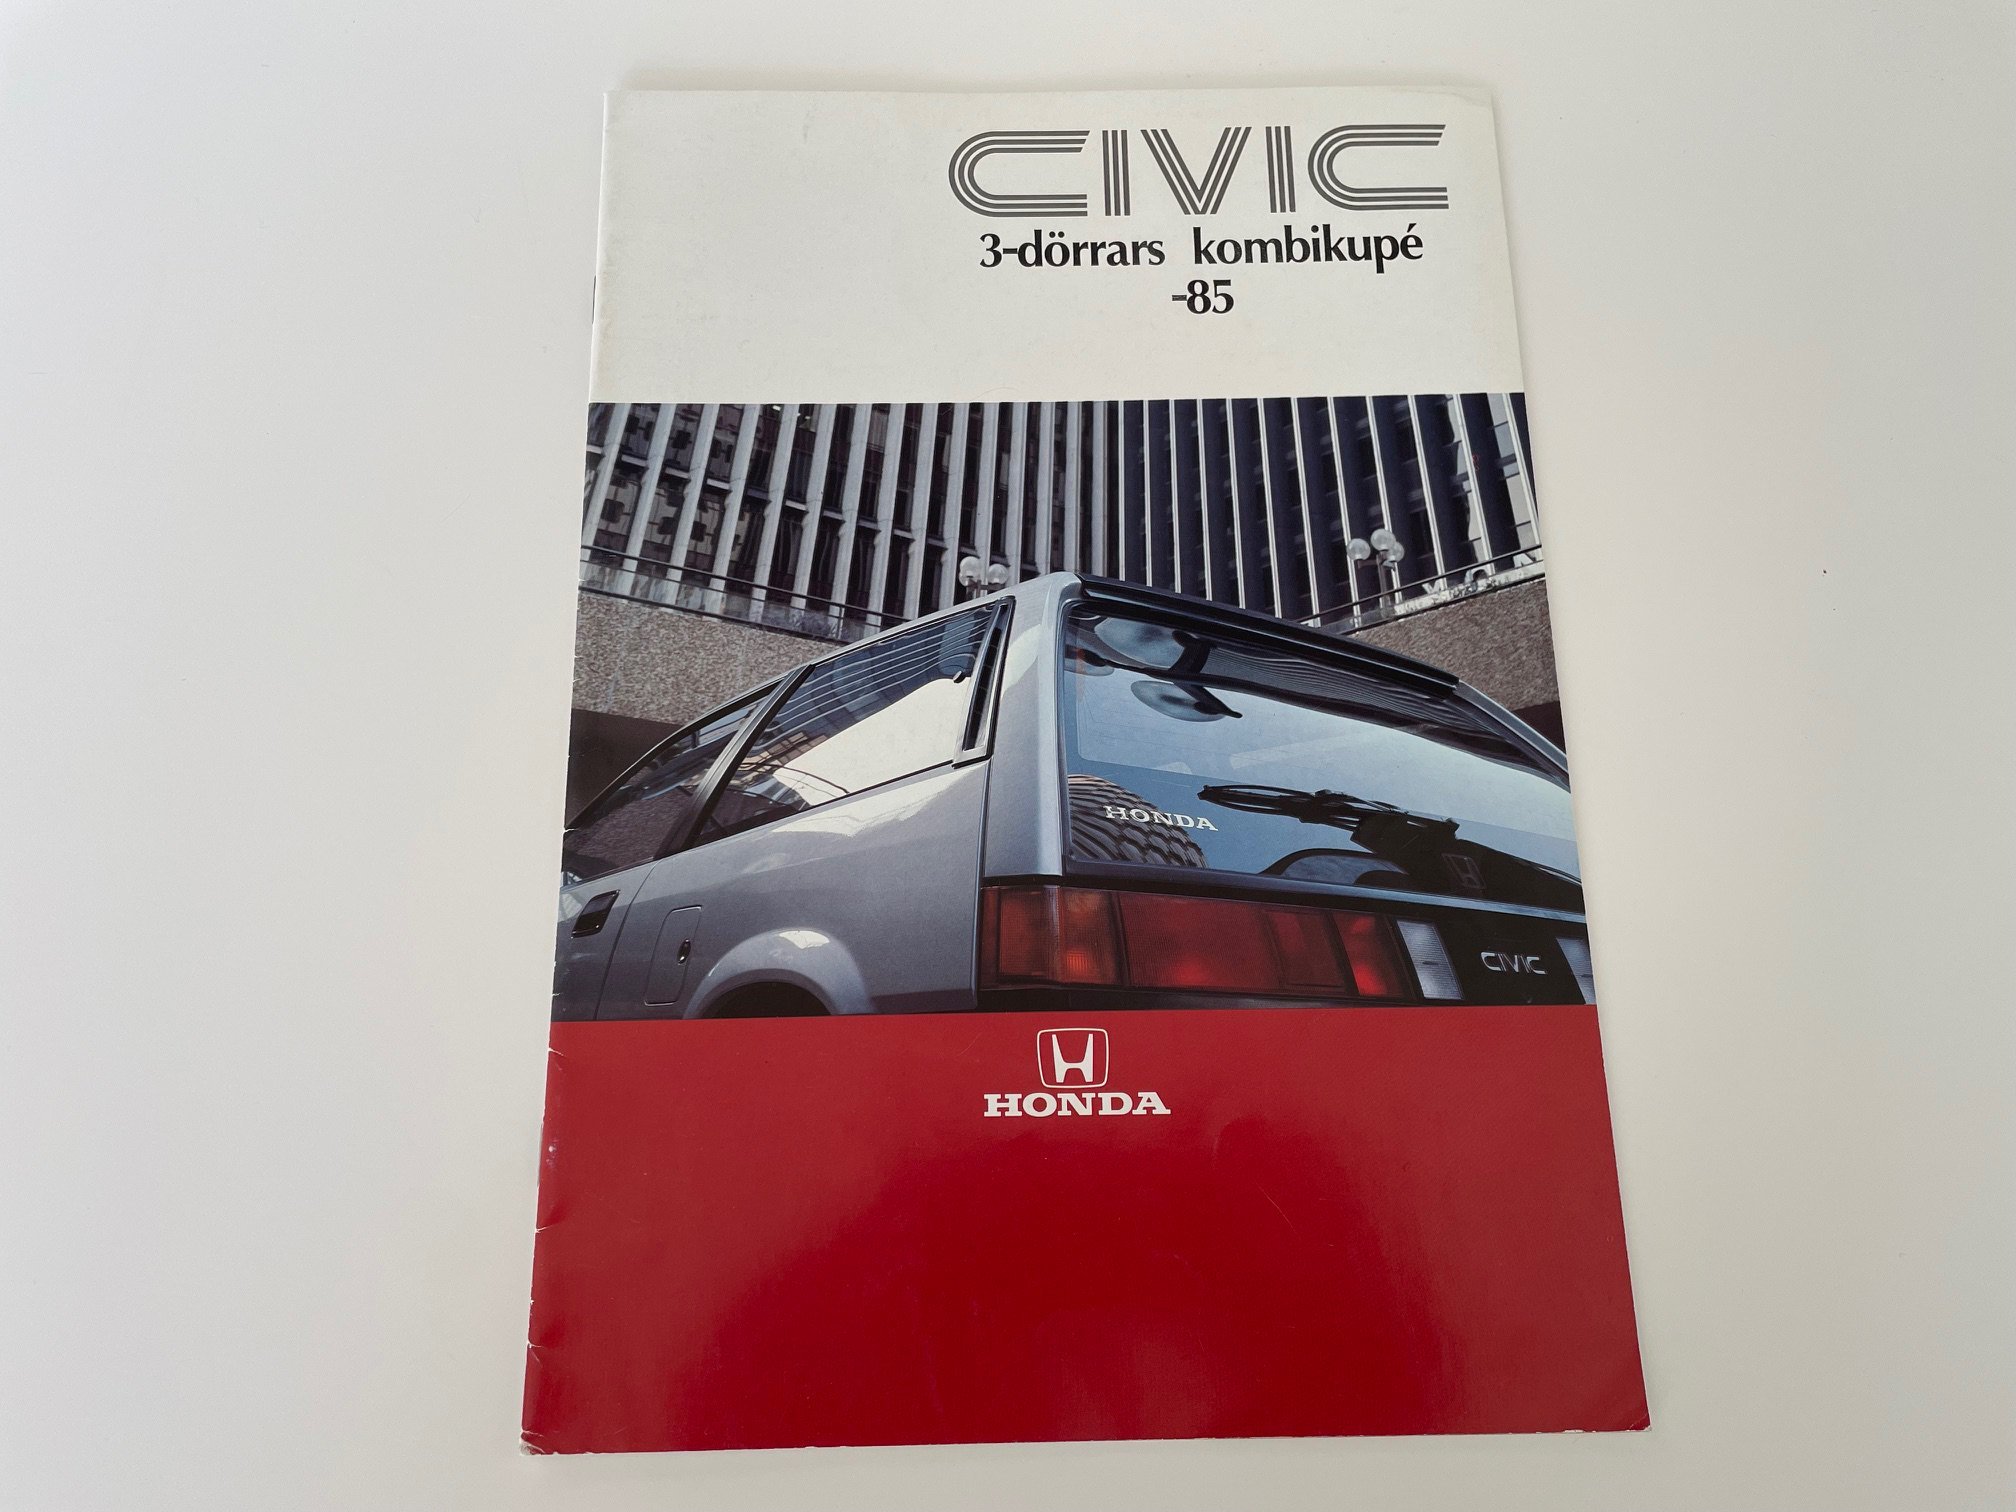 CIVIC
3-dörrars kombikupé
-85
HONDA
CIVIC
HONDA